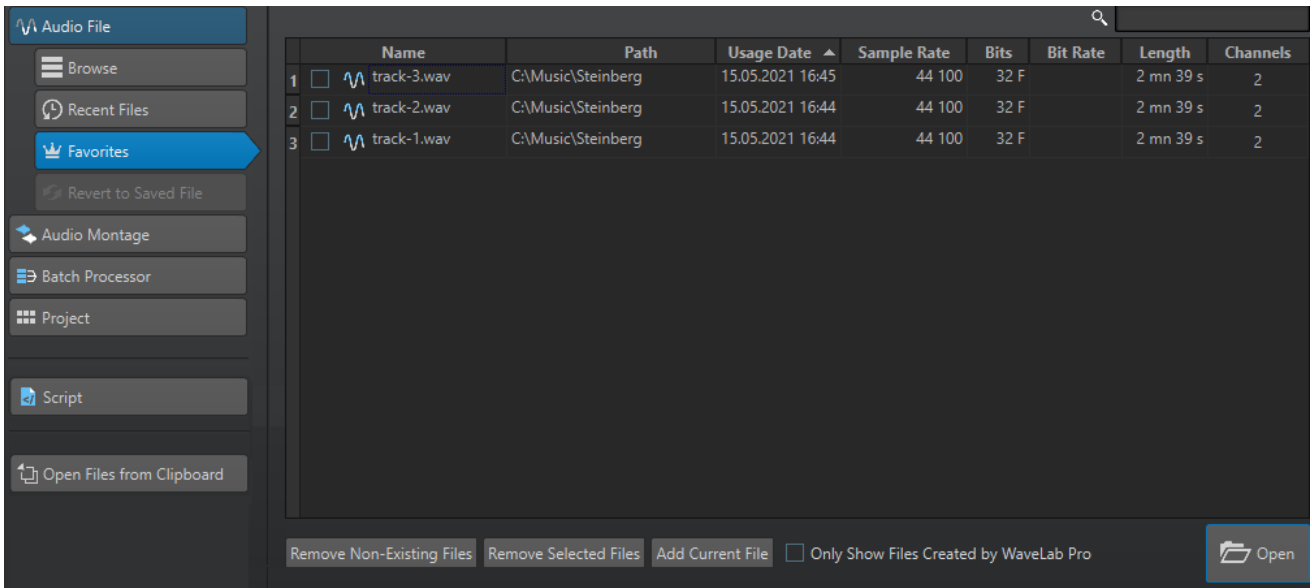 Audio File
Browse
Recent Files
Favorites
Revert to Saved File
Audio Montage
Batch Processor
Project
Script
Open Files from Clipboard
Name Path Usage Date Sample Rate Bits Bit Rate Length Channels
1 track-3.wav C:\Music\Steinberg 15.05.2021 16:45 44 100 32 F 2 mn 39 s 2
2 track-2.wav C:\Music\Steinberg 15.05.2021 16:44 44 100 32 F 2 mn 39 s 2
3 track-1.wav C:\Music\Steinberg 15.05.2021 16:44 44 100 32 F 2 mn 39 s 2
Remove Non-Existing Files Remove Selected Files Add Current File Only Show Files Created by WaveLab Pro Open